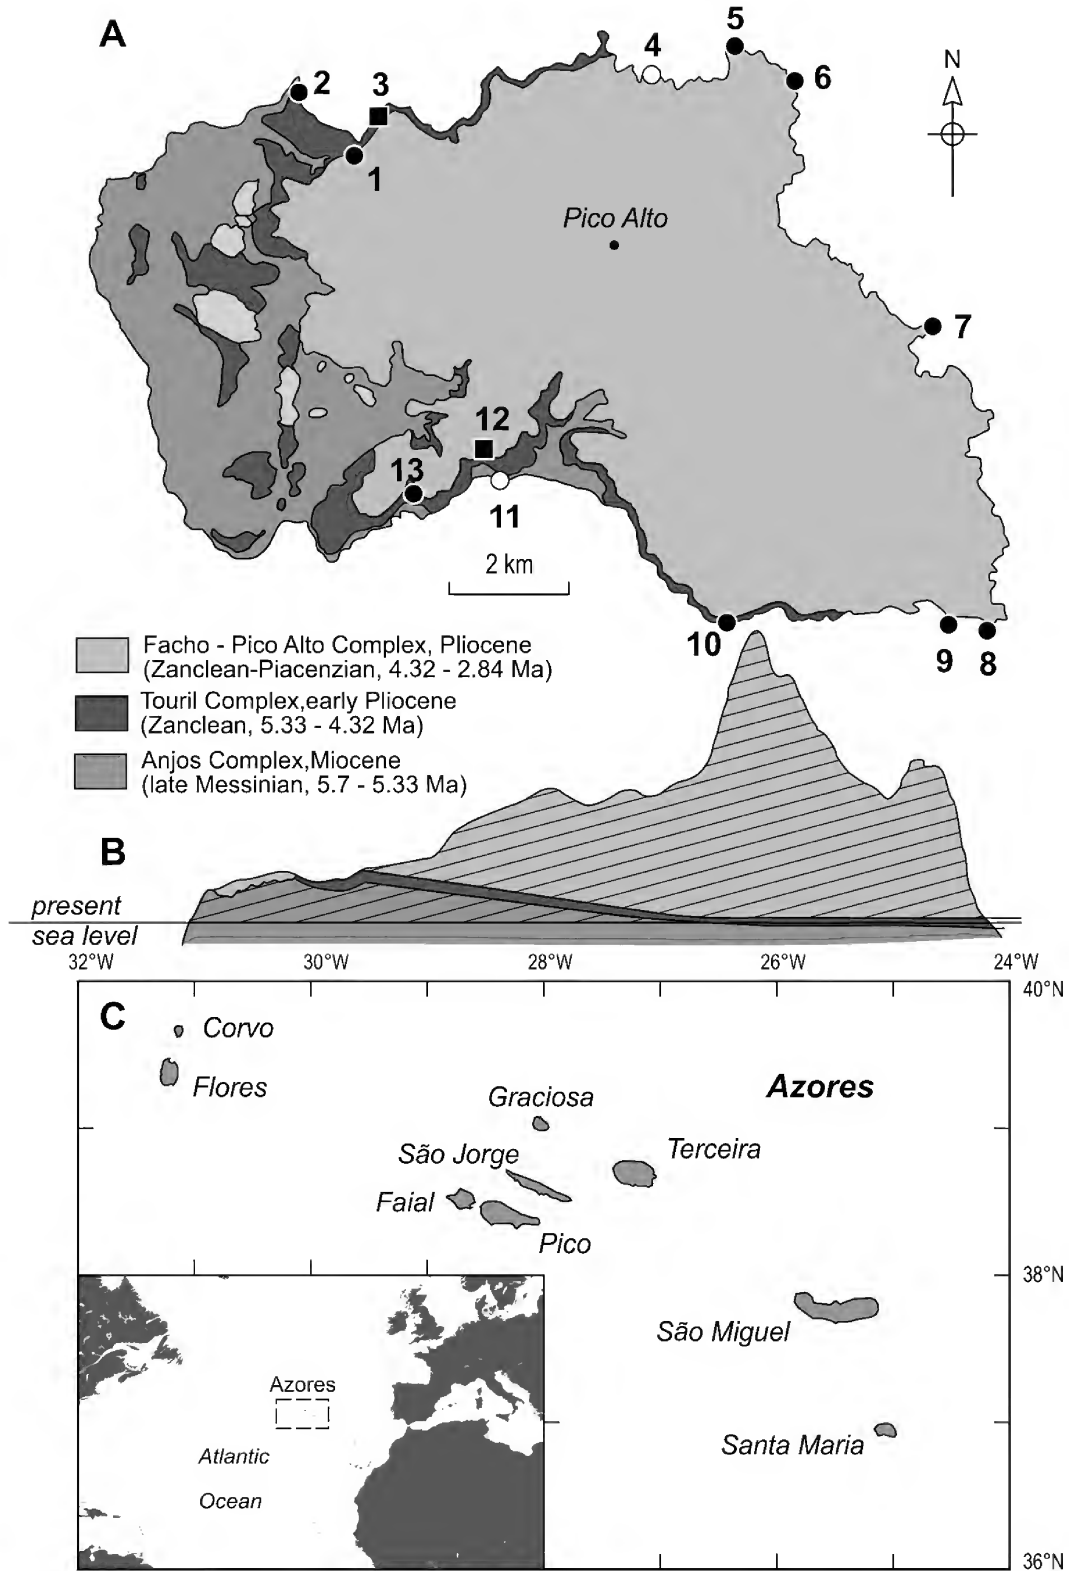 A
5
4
N
2
3
6
1
Pico Alto
7
12
13
11
2 km
10
9
8
Facho - Pico Alto Complex, Pliocene
(Zanclean-Piacenzian, 4.32 - 2.84 Ma)
Touril Complex,early Pliocene
(Zanclean, 5.33 - 4.32 Ma)
Anjos Complex,Miocene
(late Messinian, 5.7 - 5.33 Ma)
B
present
sea level
32°W
30°W
28°W
26°W
24°W
40°N
C
Corvo
Flores
Azores
Graciosa
São Jorge
Terceira
Faial
Pico
38°N
São Miguel
Azores
Santa Maria
Atlantic
Ocean
36°N